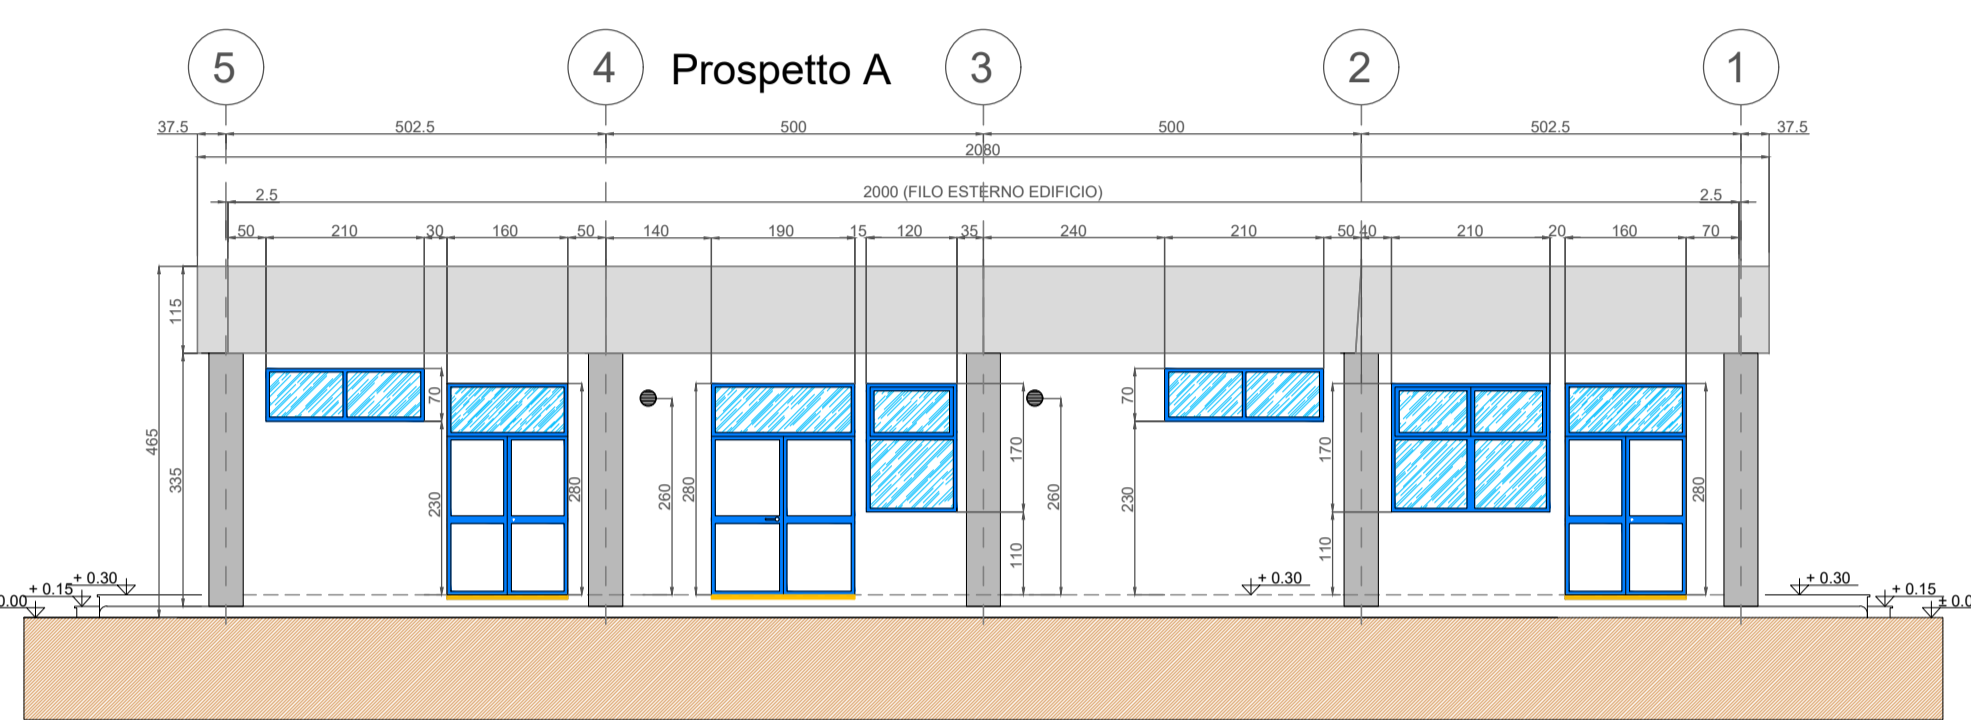 5 4 Prospetto A 3 2 1
37.5 502.5 500 500 502.5 37.5
2080
2.5 2000 (FILO ESTERNO EDIFICIO) 2.5
50 210 30 160 50 140 190 15 120 35 240 210 50 40 210 20 160 70
115
465 335
70 230 280 260 280 170 110 260 70 230 170 110 280
+ 0.30 + 0.30 + 0.30
+ 0.15 + 0.15
0.00 ± 0.0